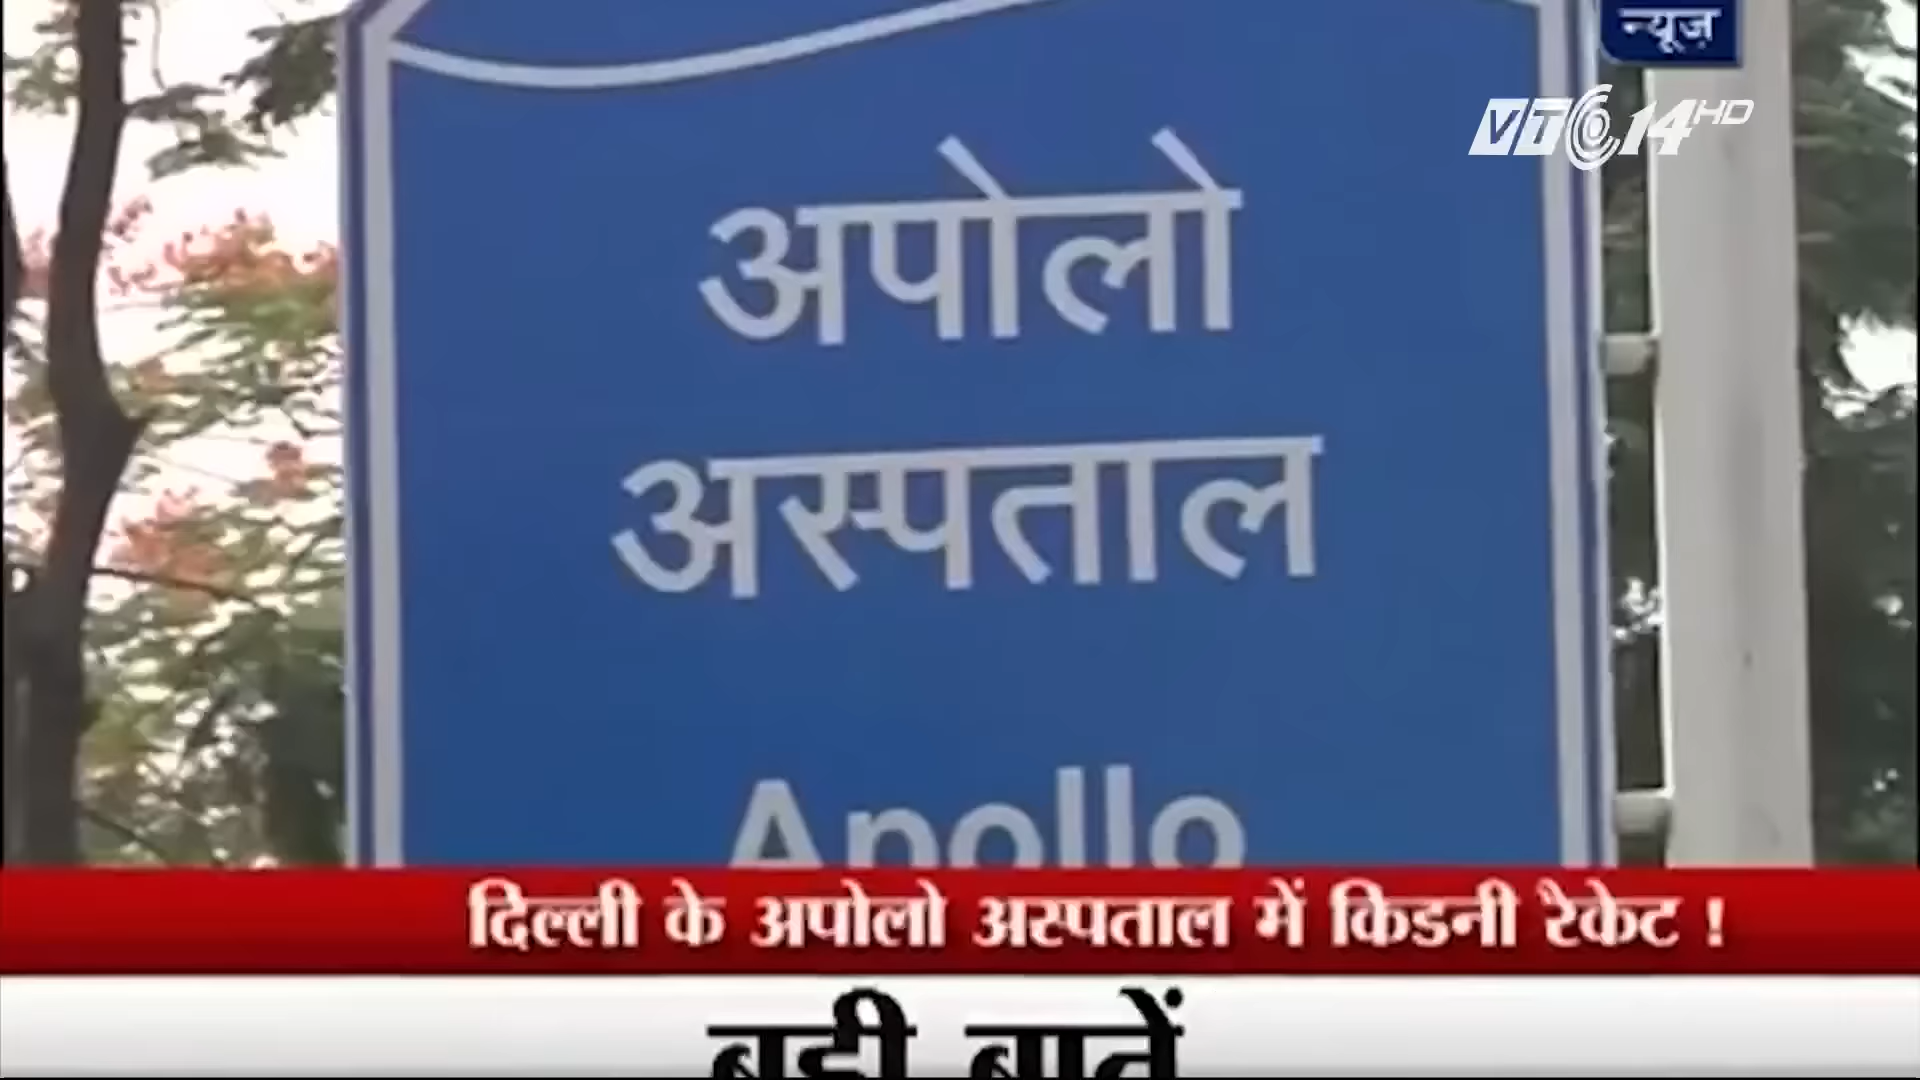 न्यूज़
VTC14 HD
अपोलो
अस्पताल
Apollo
दिल्ली के अपोलो अस्पताल में किडनी रैकेट !
बड़ी बातें